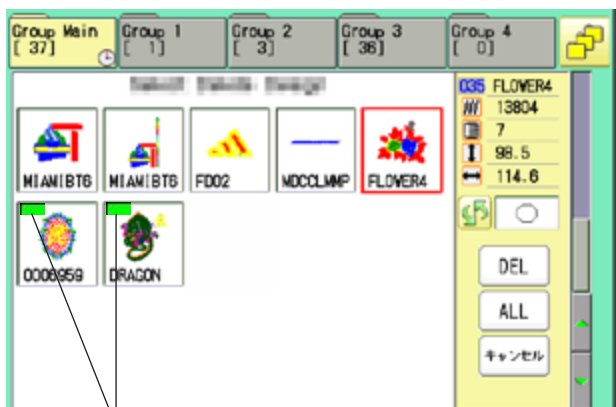 Group Main
[ 37]
Group 1
[ 1]
Group 2
[ 3]
Group 3
[ 36]
Group 4
[ 0]
035 FLOWER4
13804
7
98.5
114.6
MIAMIBT6
MIAMIBT6
FD02
MDCCLMMP
FLOWER4
0006959
DRAGON
DEL
ALL
キャンセル